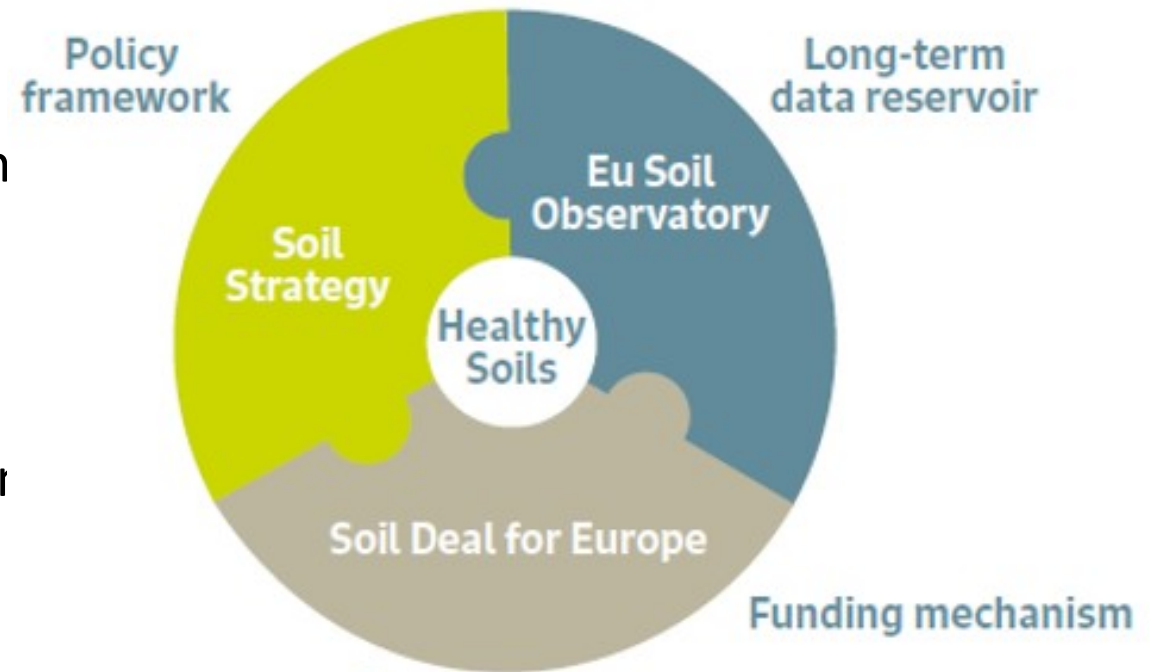 Policy
framework
Long-term
data reservoir
n
Eu Soil
Observatory
Soil
Strategy
Healthy
Soils
r
Soil Deal for Europe
Funding mechanism